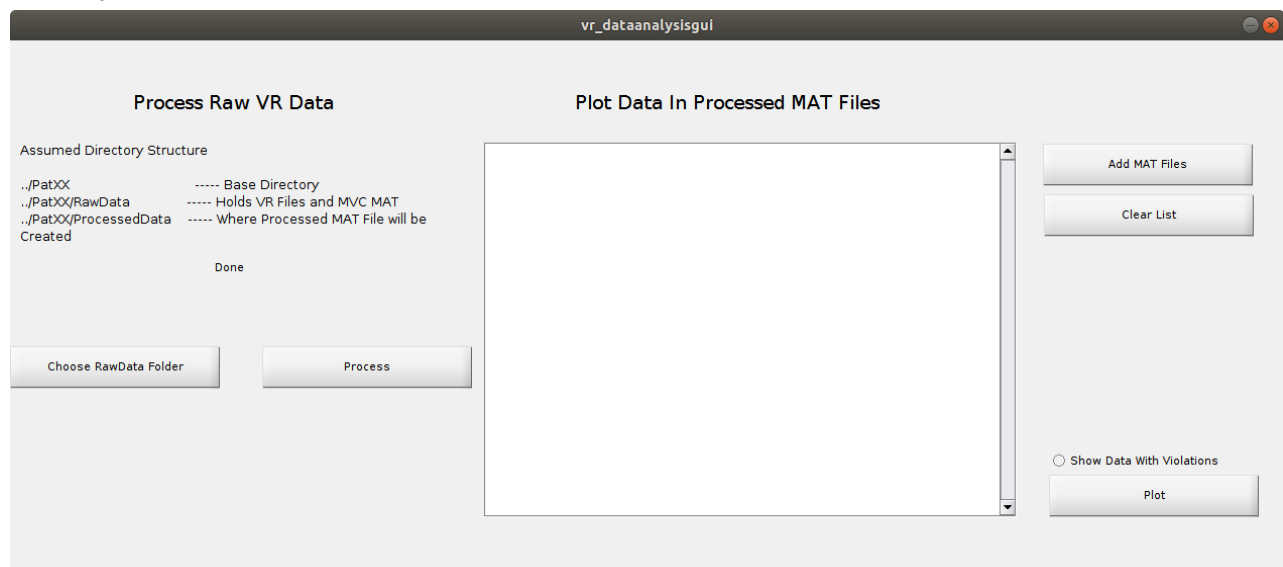 vr_dataanalysisgui
Process Raw VR Data
Assumed Directory Structure
../PatXX ----- Base Directory
../PatXX/RawData ----- Holds VR Files and MVC MAT
../PatXX/ProcessedData ----- Where Processed MAT File will be
Created
Done
Choose RawData Folder
Process
Plot Data In Processed MAT Files
Add MAT Files
Clear List
Show Data With Violations
Plot